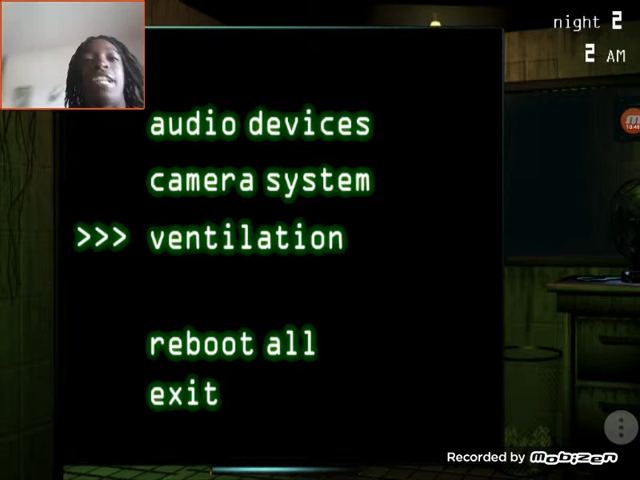 night 2
2 AM
audio devices
camera system
>>> ventilation
reboot all
exit
Recorded by Mobizen